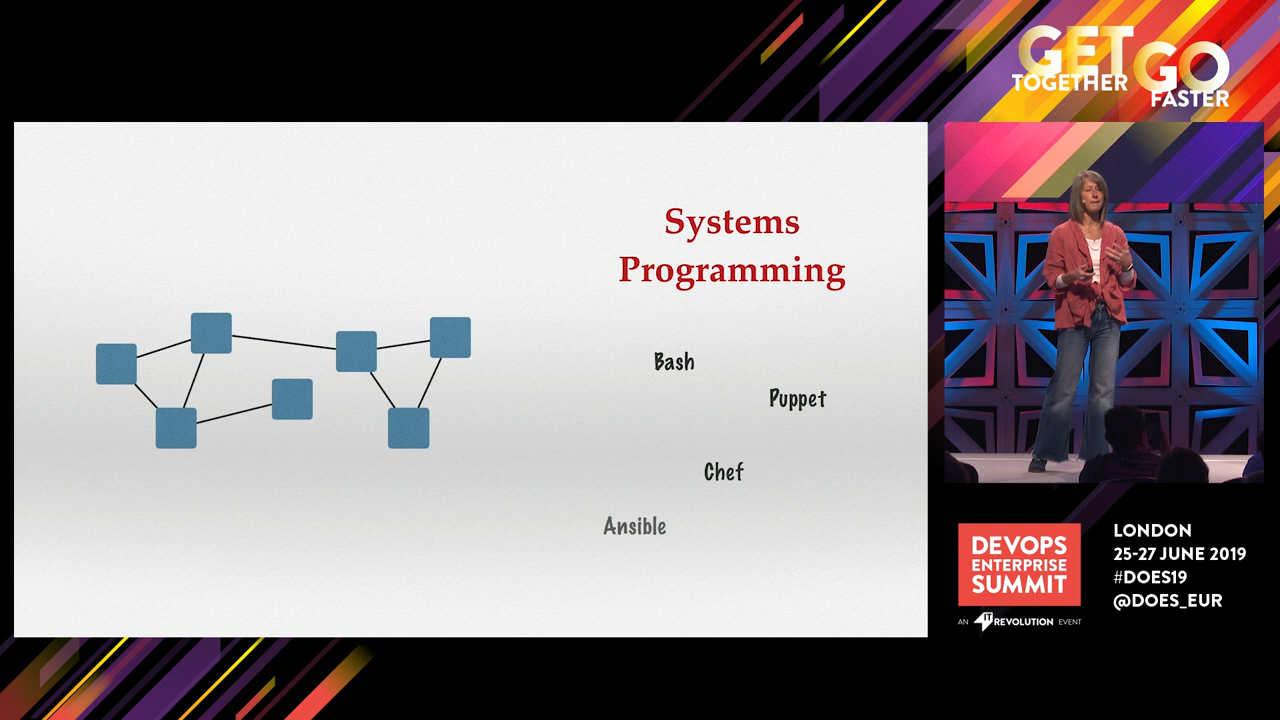 GET
TOGETHER
GO
FASTER
Systems
Programming
Bash
Puppet
Chef
Ansible
DEVOPS
ENTERPRISE
SUMMIT
AN IT REVOLUTION EVENT
LONDON
25-27 JUNE 2019
#DOES19
@DOES_EUR